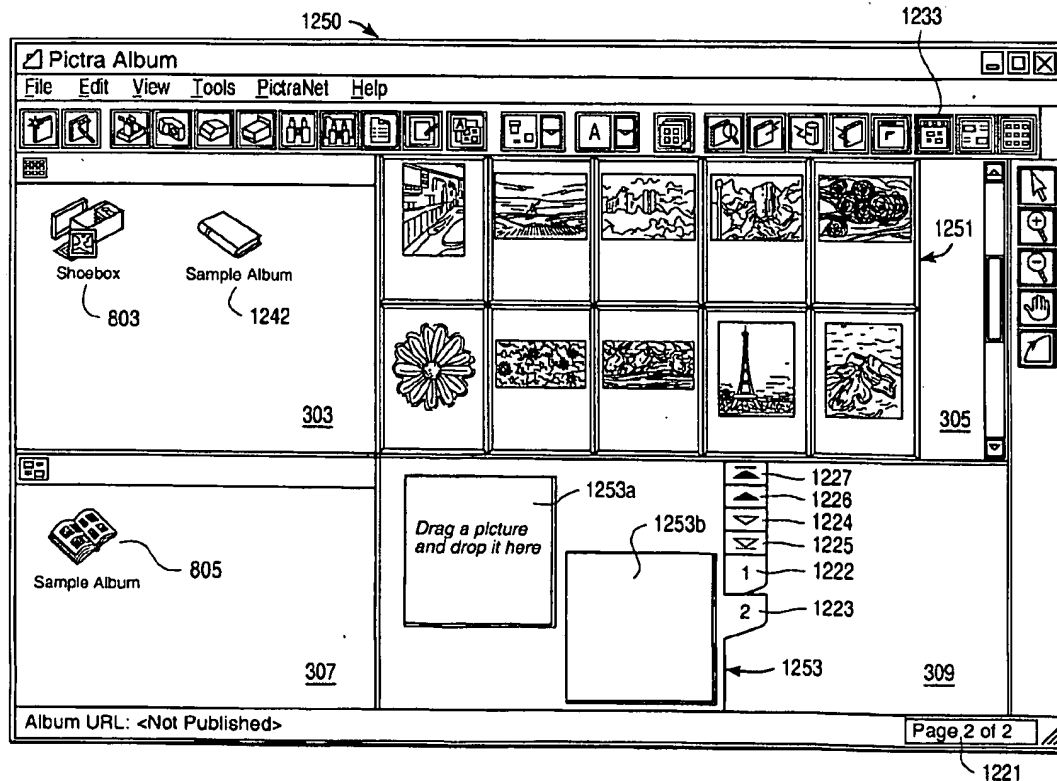 1250
1233
Pictra Album
File Edit View Tools PictraNet Help
A
1251
Shoebox
Sample Album
803
1242
303
305
1253a
Drag a picture
and drop it here
1253b
1227
1226
1224
1225
1
1222
2
1223
Sample Album
805
1253
307
309
Album URL: <Not Published>
Page 2 of 2
1221